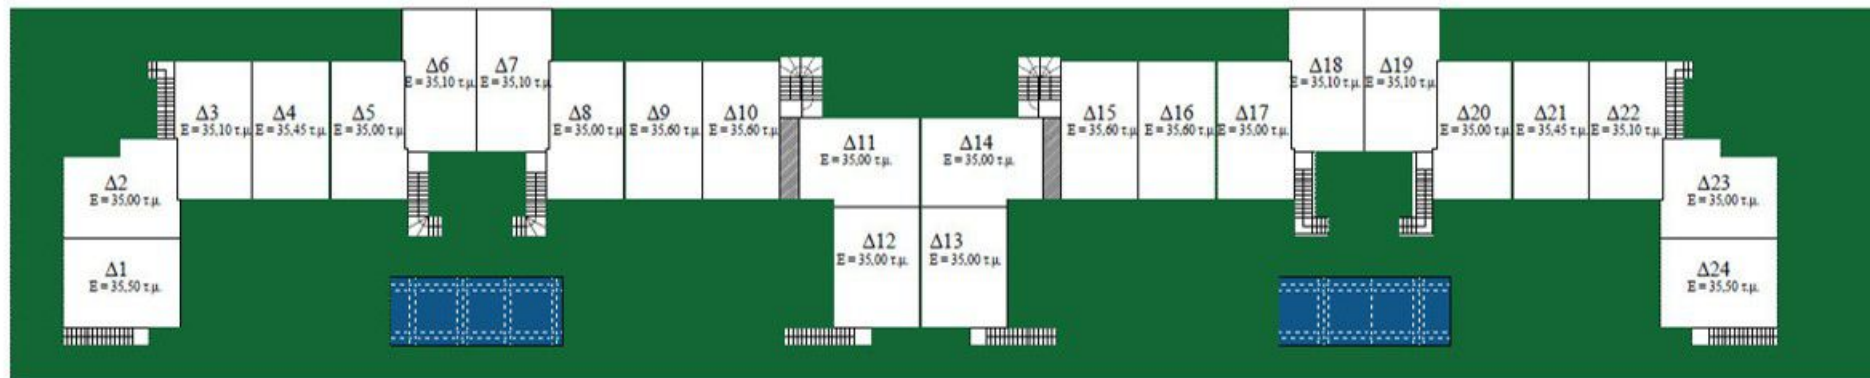 Δ1
Ε = 35,50 τ.μ.
Δ2
Ε = 35,00 τ.μ.
Δ3
Ε = 35,10 τ.μ
Δ4
Ε = 35,45 τ.μ
Δ5
Ε = 35,00 τ.μ
Δ6
Ε = 35,10 τ.μ
Δ7
Ε = 35,10 τ.μ
Δ8
Ε = 35,00 τ.μ
Δ9
Ε = 35,60 τ.μ
Δ10
Ε = 35,60 τ.μ
Δ11
Ε = 35,00 τ.μ.
Δ12
Ε = 35,00 τ.μ.
Δ13
Ε = 35,00 τ.μ.
Δ14
Ε = 35,00 τ.μ.
Δ15
Ε = 35,60 τ.μ
Δ16
Ε = 35,60 τ.μ
Δ17
Ε = 35,00 τ.μ
Δ18
Ε = 35,10 τ.μ
Δ19
Ε = 35,10 τ.μ
Δ20
Ε = 35,00 τ.μ
Δ21
Ε = 35,45 τ.μ
Δ22
Ε = 35,10 τ.μ
Δ23
Ε = 35,00 τ.μ.
Δ24
Ε = 35,50 τ.μ.